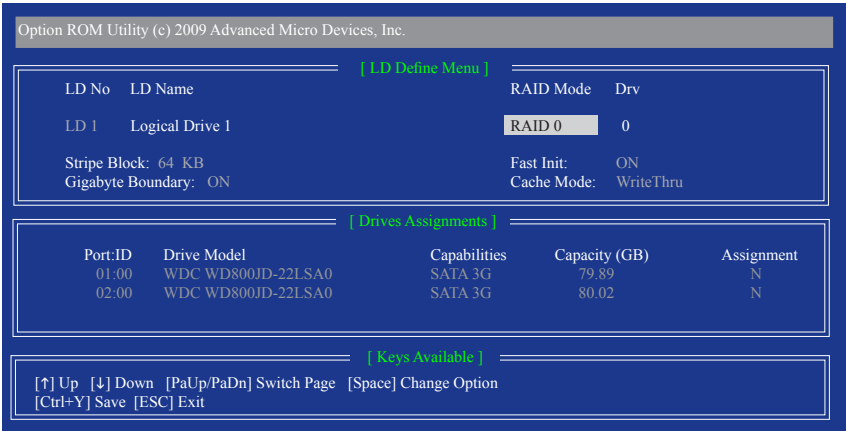 Option ROM Utility (c) 2009 Advanced Micro Devices, Inc.
[ LD Define Menu ]
LD No LD Name RAID Mode Drv
LD 1 Logical Drive 1 RAID 0 0
Stripe Block: 64 KB Fast Init: ON
Gigabyte Boundary: ON Cache Mode: WriteThru
[ Drives Assignments ]
Port:ID Drive Model Capabilities Capacity (GB) Assignment
01:00 WDC WD800JD-22LSA0 SATA 3G 79.89 N
02:00 WDC WD800JD-22LSA0 SATA 3G 80.02 N
[ Keys Available ]
[↑] Up [↓] Down [PaUp/PaDn] Switch Page [Space] Change Option
[Ctrl+Y] Save [ESC] Exit